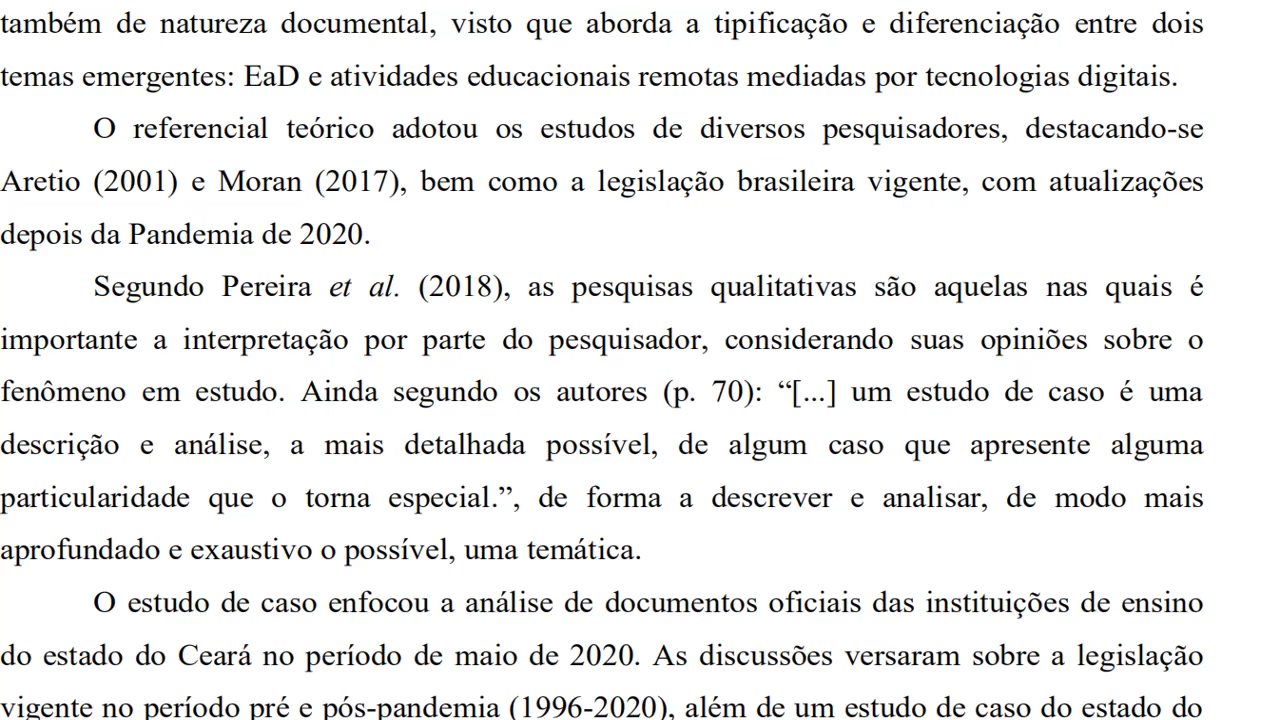 também de natureza documental, visto que aborda a tipificação e diferenciação entre dois
temas emergentes: EaD e atividades educacionais remotas mediadas por tecnologias digitais.
O referencial teórico adotou os estudos de diversos pesquisadores, destacando-se
Aretio (2001) e Moran (2017), bem como a legislação brasileira vigente, com atualizações
depois da Pandemia de 2020.
Segundo Pereira et al. (2018), as pesquisas qualitativas são aquelas nas quais é
importante a interpretação por parte do pesquisador, considerando suas opiniões sobre o
fenômeno em estudo. Ainda segundo os autores (p. 70): “[...] um estudo de caso é uma
descrição e análise, a mais detalhada possível, de algum caso que apresente alguma
particularidade que o torna especial.”, de forma a descrever e analisar, de modo mais
aprofundado e exaustivo o possível, uma temática.
O estudo de caso enfocou a análise de documentos oficiais das instituições de ensino
do estado do Ceará no período de maio de 2020. As discussões versaram sobre a legislação
vigente no período pré e pós-pandemia (1996-2020), além de um estudo de caso do estado do